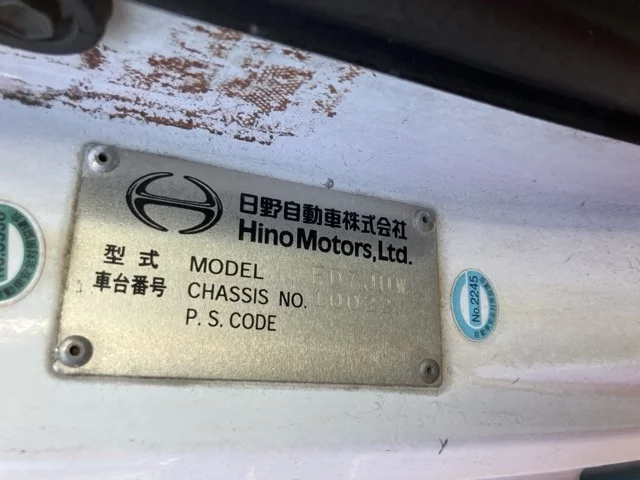 日野自動車株式会社
Hino Motors, Ltd.
型式 MODEL FD7JUW
車台番号 CHASSIS NO.
P. S. CODE
No.2245